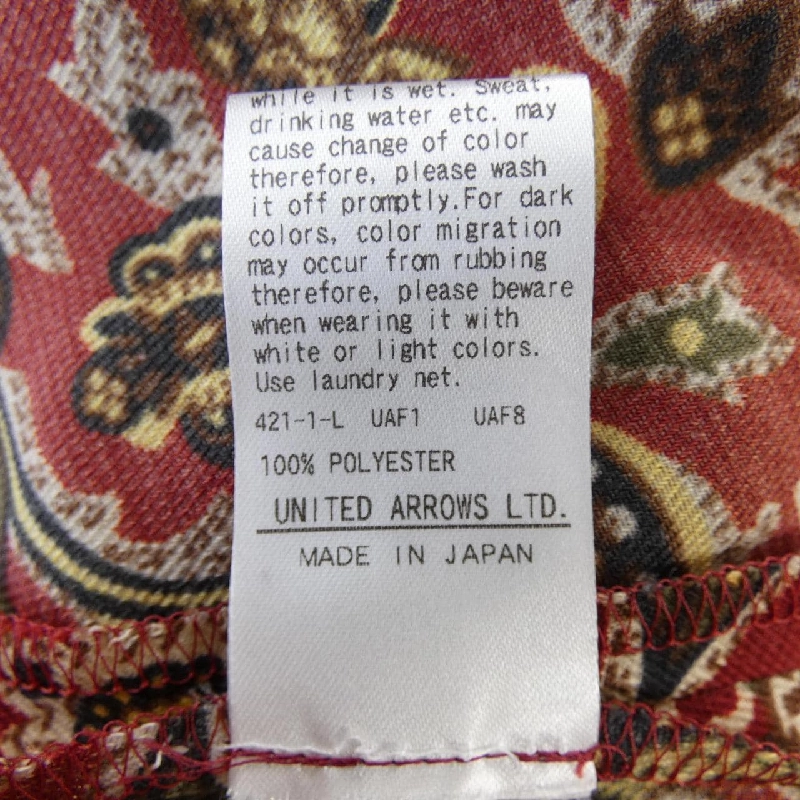 while it is wet. Sweat,
drinking water etc. may
cause change of color
therefore, please wash
it off promptly.For dark
colors, color migration
may occur from rubbing
therefore, please beware
when wearing it with
white or light colors.
Use laundry net.
421-1-L UAF1 UAF8
100% POLYESTER
UNITED ARROWS LTD.
MADE IN JAPAN